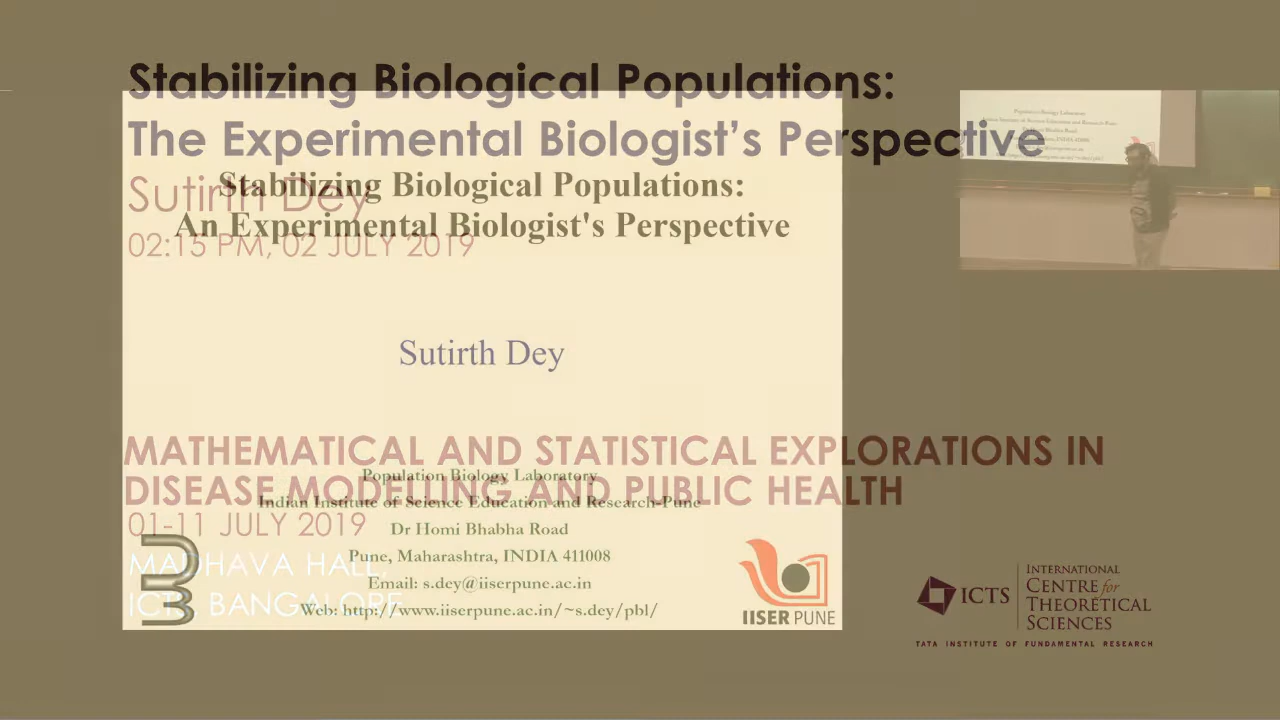 Stabilizing Biological Populations:
The Experimental Biologist’s Perspective
Sutirth Dey
02:15 PM, 02 JULY 2019
MATHEMATICAL AND STATISTICAL EXPLORATIONS IN
DISEASE MODELLING AND PUBLIC HEALTH
01-11 JULY 2019
MADHAVA HALL,
ICTS, BANGALORE
Stabilizing Biological Populations:
An Experimental Biologist's Perspective
Sutirth Dey
Population Biology Laboratory
Indian Institute of Science Education and Research-Pune
Dr Homi Bhabha Road
Pune, Maharashtra, INDIA 411008
Email: s.dey@iiserpune.ac.in
Web: http://www.iiserpune.ac.in/~s.dey/pbl/
IISER PUNE
ICTS
INTERNATIONAL
CENTRE for
THEORETICAL
SCIENCES
TATA INSTITUTE OF FUNDAMENTAL RESEARCH